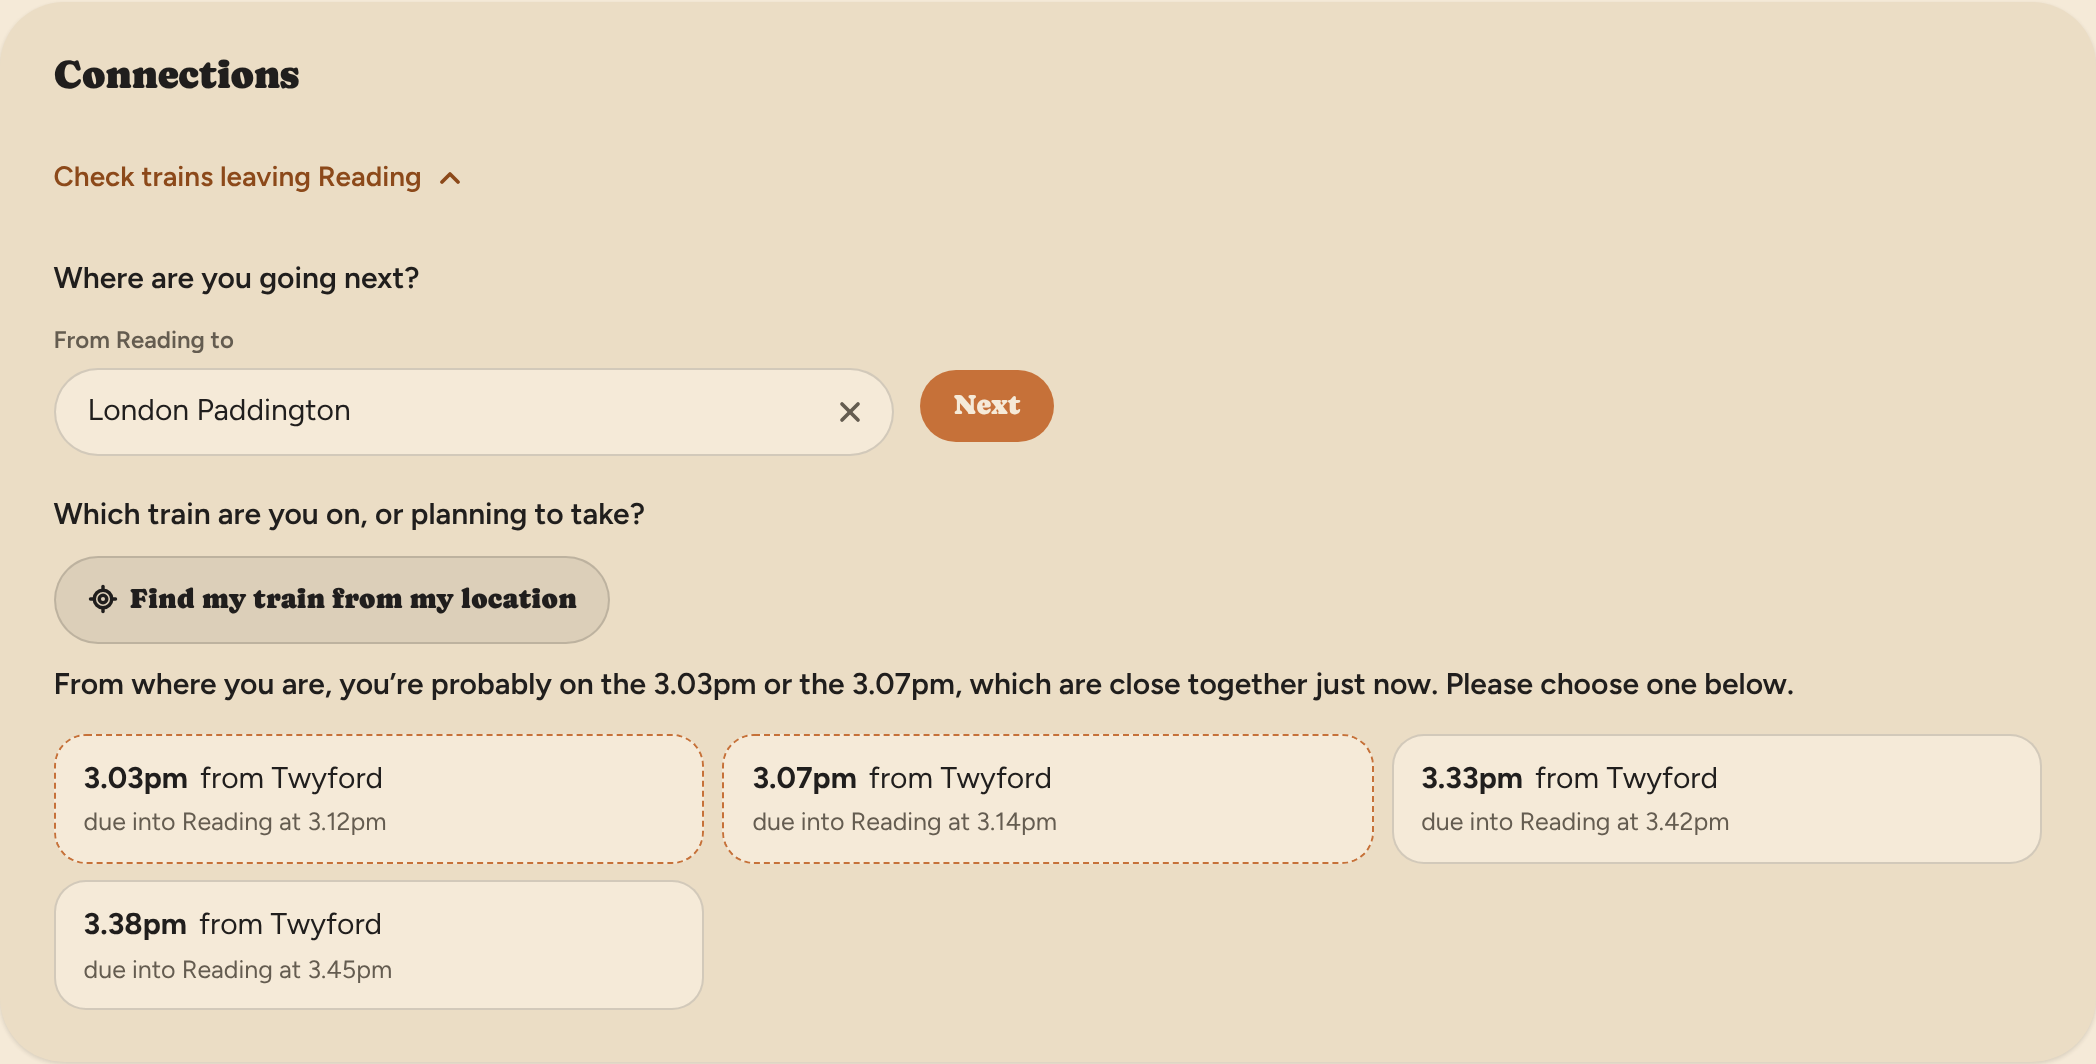 Connections
Check trains leaving Reading
Where are you going next?
From Reading to
London Paddington
Next
Which train are you on, or planning to take?
Find my train from my location
From where you are, you’re probably on the 3.03pm or the 3.07pm, which are close together just now. Please choose one below.
3.03pm from Twyford
due into Reading at 3.12pm
3.07pm from Twyford
due into Reading at 3.14pm
3.33pm from Twyford
due into Reading at 3.42pm
3.38pm from Twyford
due into Reading at 3.45pm